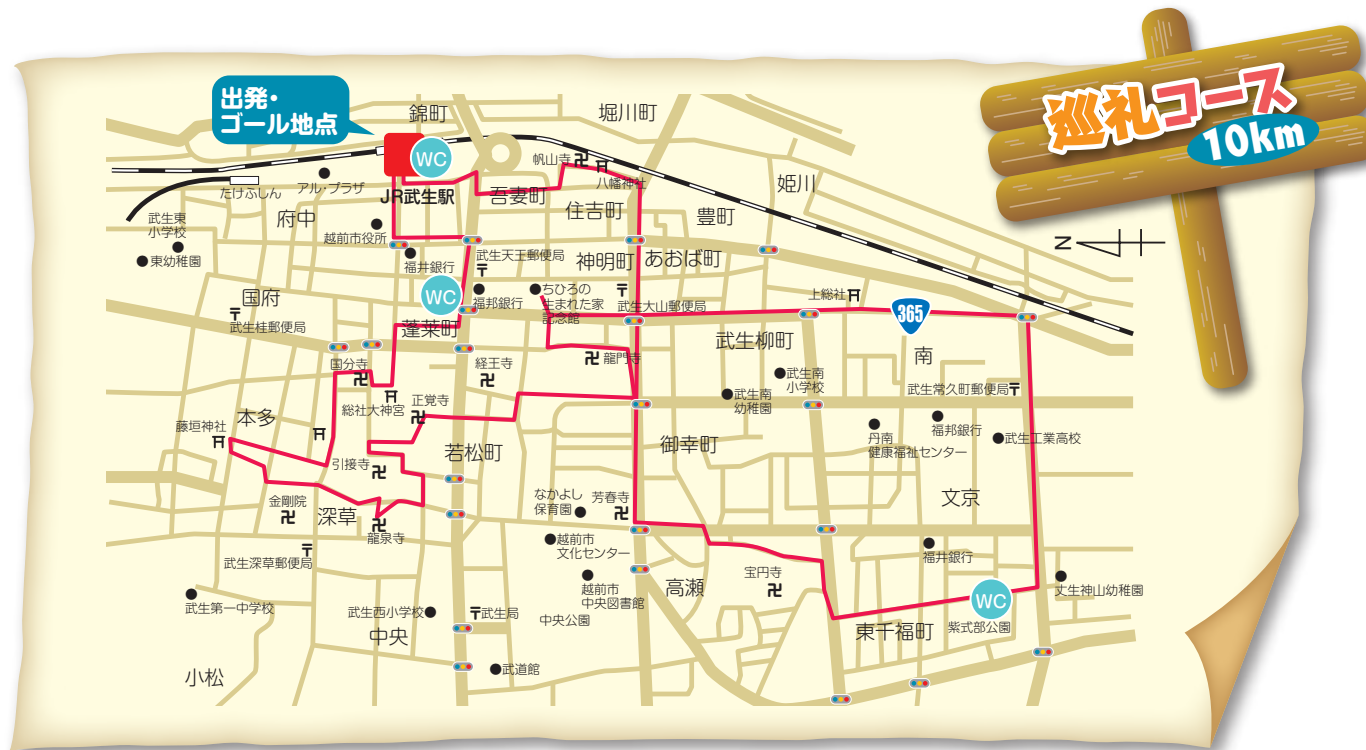 巡礼コース
10km
出発・
ゴール地点
錦町
堀川町
WC
帆山寺
八幡神社
たけふしん
アル・プラザ
JR武生駅
吾妻町
姫川
武生東
小学校
府中
住吉町
豊町
越前市役所
東幼稚園
福井銀行
武生天王郵便局
神明町
あおば町
N
国府
WC
福邦銀行
ちひろの
生まれた家
記念館
武生大山郵便局
上総社
365
武生桂郵便局
蓬莱町
武生柳町
南
国分寺
経王寺
龍門寺
武生南
小学校
武生南
幼稚園
武生常久町郵便局
総社大神宮
正覚寺
本多
藤垣神社
福邦銀行
丹南
健康福祉センター
武生工業高校
若松町
御幸町
引接寺
文京
金剛院
深草
龍泉寺
なかよし
保育園
芳春寺
武生深草郵便局
越前市
文化センター
福井銀行
宝円寺
高瀬
越前市
中央図書館
WC
丈生神山幼稚園
武生第一中学校
武生西小学校
武生局
中央公園
中央
東千福町
紫式部公園
武道館
小松